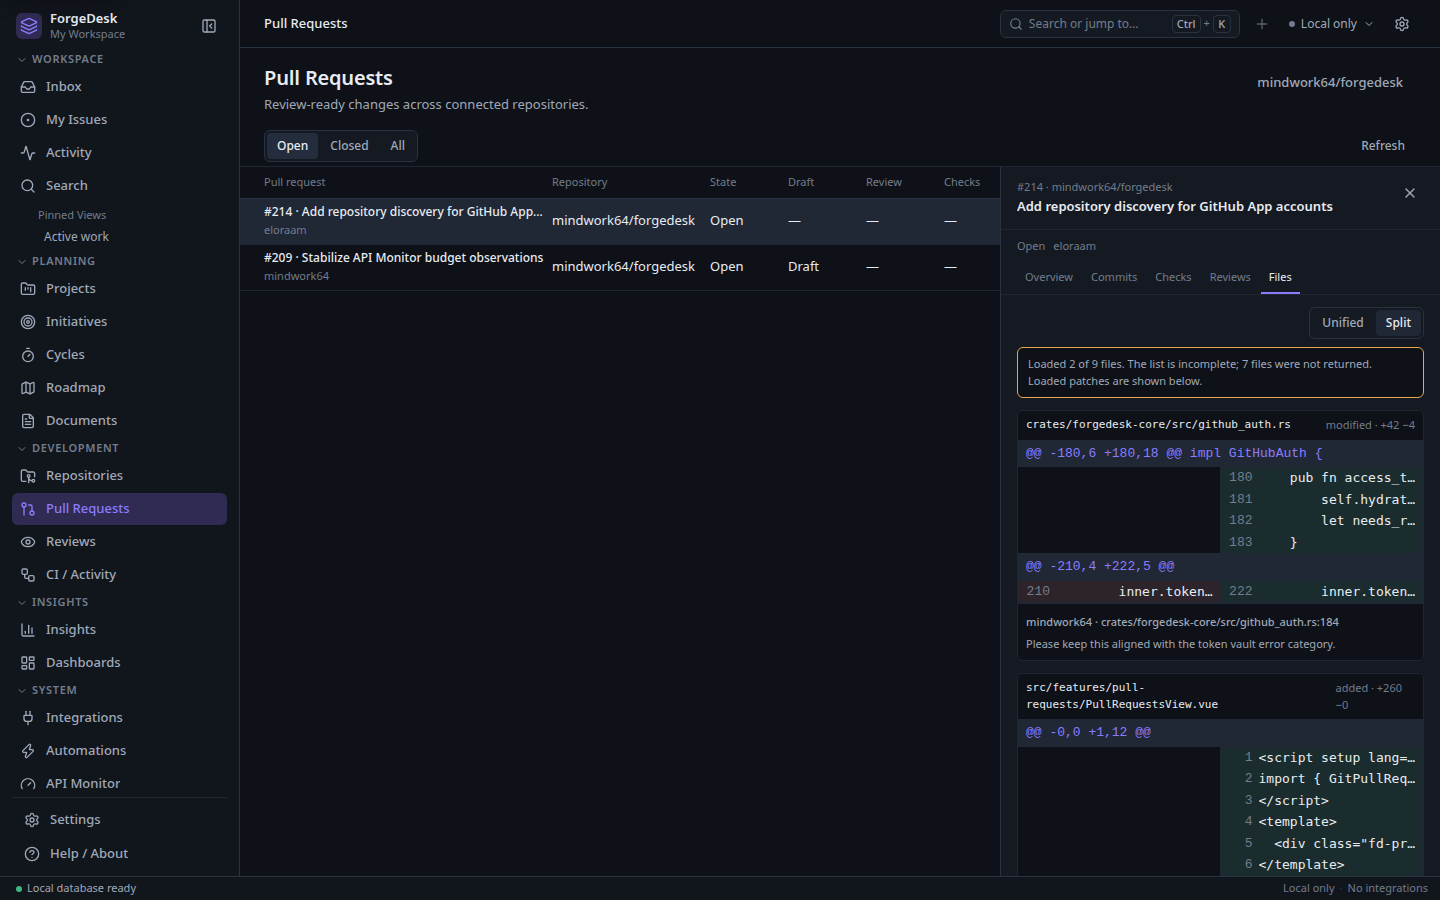 ForgeDesk
My Workspace
WORKSPACE
Inbox
My Issues
Activity
Search
Pinned Views
Active work
PLANNING
Projects
Initiatives
Cycles
Roadmap
Documents
DEVELOPMENT
Repositories
Pull Requests
Reviews
CI / Activity
INSIGHTS
Insights
Dashboards
SYSTEM
Integrations
Automations
API Monitor
Settings
Help / About
Pull Requests
Search or jump to... Ctrl + K
Local only
Pull Requests
Review-ready changes across connected repositories.
mindwork64/forgedesk
Open Closed All
Refresh
Pull request Repository State Draft Review Checks
#214 · Add repository discovery for GitHub App... mindwork64/forgedesk Open — — —
eloraam
#209 · Stabilize API Monitor budget observations mindwork64/forgedesk Open Draft — —
mindwork64
#214 · mindwork64/forgedesk
Add repository discovery for GitHub App accounts
Open eloraam
Overview Commits Checks Reviews Files
Unified Split
Loaded 2 of 9 files. The list is incomplete; 7 files were not returned.
Loaded patches are shown below.
crates/forgedesk-core/src/github_auth.rs modified · +42 −4
@@ -180,6 +180,18 @@ impl GitHubAuth {
180 pub fn access_t…
181 self.hydrat…
182 let needs_r…
183 }
@@ -210,4 +222,5 @@
210 inner.token… 222 inner.token…
mindwork64 · crates/forgedesk-core/src/github_auth.rs:184
Please keep this aligned with the token vault error category.
src/features/pull-
requests/PullRequestsView.vue
added · +260
−0
@@ -0,0 +1,12 @@
1 <script setup lang=…
2 import { GitPullReq…
3 </script>
4 <template>
5 <div class="fd-pr…
6 </template>
Local database ready
Local only · No integrations